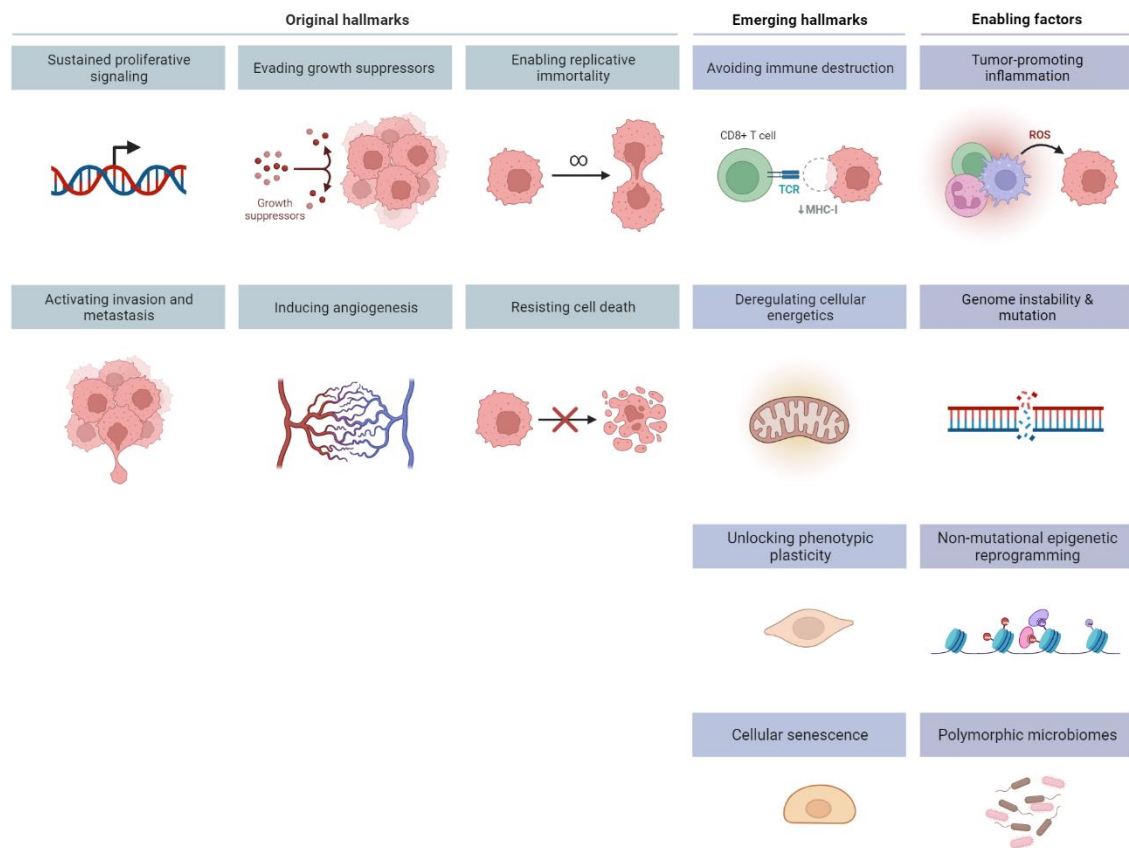 Original hallmarks
Emerging hallmarks
Enabling factors
Sustained proliferative
signaling
Evading growth suppressors
Enabling replicative
immortality
Avoiding immune destruction
Tumor-promoting
inflammation
Growth
suppressors
∞
CD8+ T cell
TCR
↓MHC-I
ROS
Activating invasion and
metastasis
Inducing angiogenesis
Resisting cell death
Deregulating cellular
energetics
Genome instability &
mutation
Unlocking phenotypic
plasticity
Non-mutational epigenetic
reprogramming
Cellular senescence
Polymorphic microbiomes